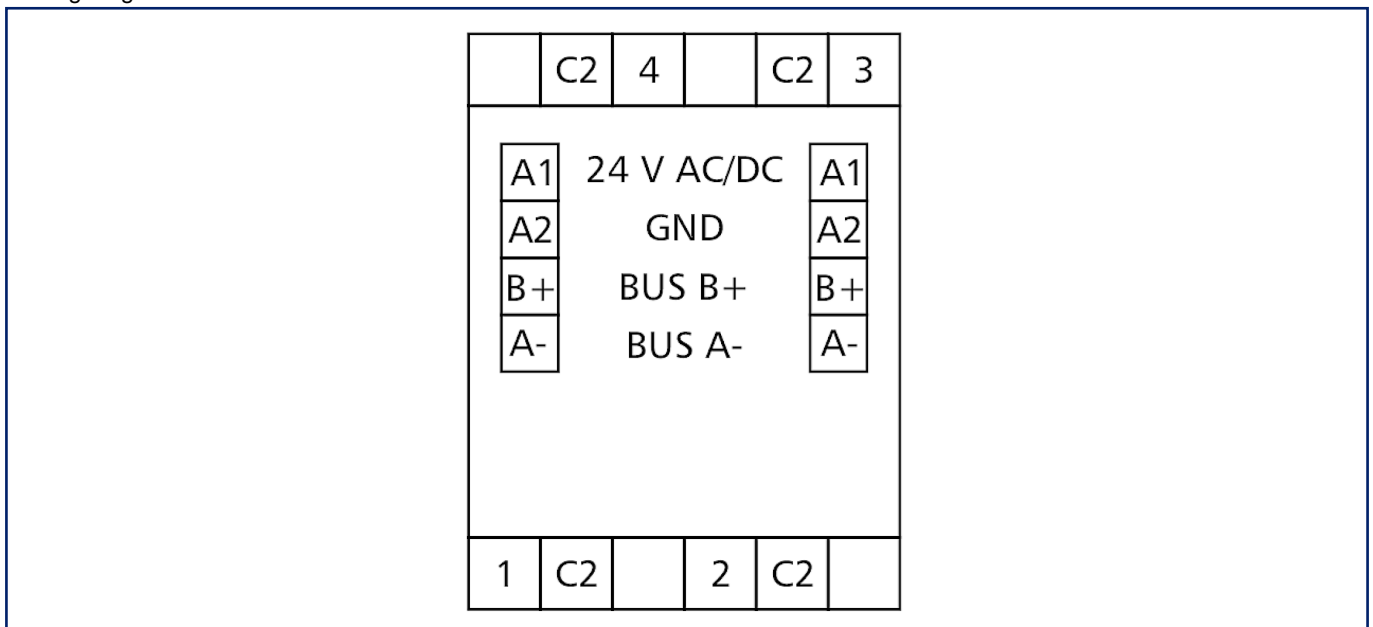 C2 4 C2 3
A1 24 V AC/DC A1
A2 GND A2
B+ BUS B+ B+
A- BUS A- A-
1 C2 2 C2